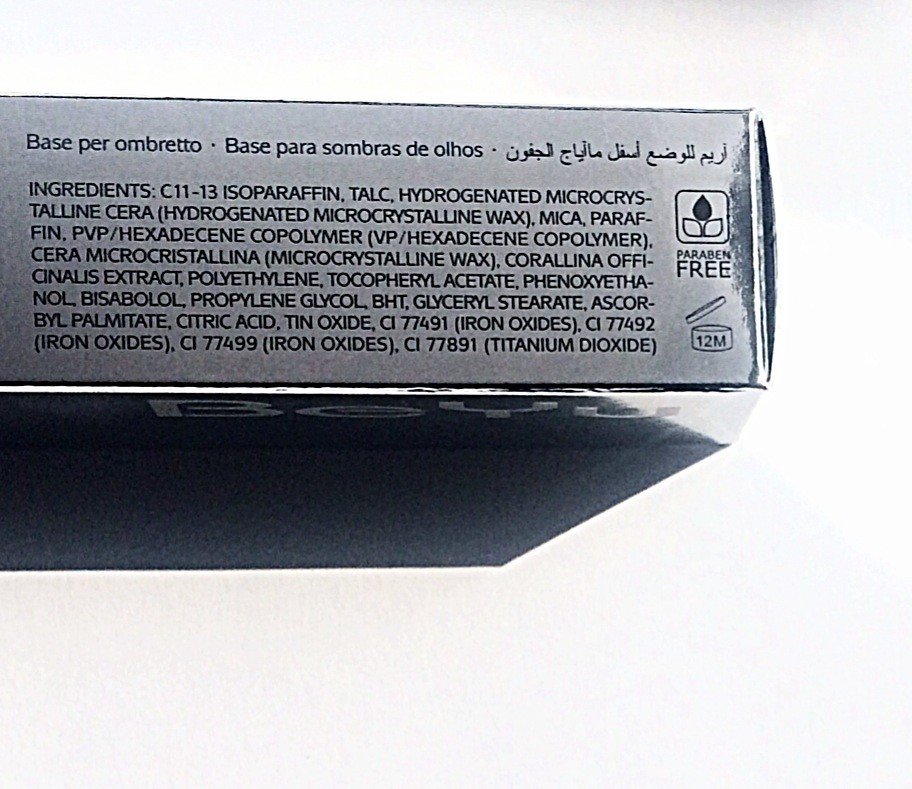 Base per ombretto · Base para sombras de olhos · أريم للوضع أسفل مأياج الجفون
INGREDIENTS: C11-13 ISOPARAFFIN, TALC, HYDROGENATED MICROCRYS-
TALLINE CERA (HYDROGENATED MICROCRYSTALLINE WAX), MICA, PARAF-
FIN, PVP/HEXADECENE COPOLYMER (VP/HEXADECENE COPOLYMER),
CERA MICROCRISTALLINA (MICROCRYSTALLINE WAX), CORALLINA OFFI-
CINALIS EXTRACT, POLYETHYLENE, TOCOPHERYL ACETATE, PHENOXYETHA-
NOL, BISABOLOL, PROPYLENE GLYCOL, BHT, GLYCERYL STEARATE, ASCOR-
BYL PALMITATE, CITRIC ACID, TIN OXIDE, CI 77491 (IRON OXIDES), CI 77492
(IRON OXIDES), CI 77499 (IRON OXIDES), CI 77891 (TITANIUM DIOXIDE)
PARABEN
FREE
12M
BeYu